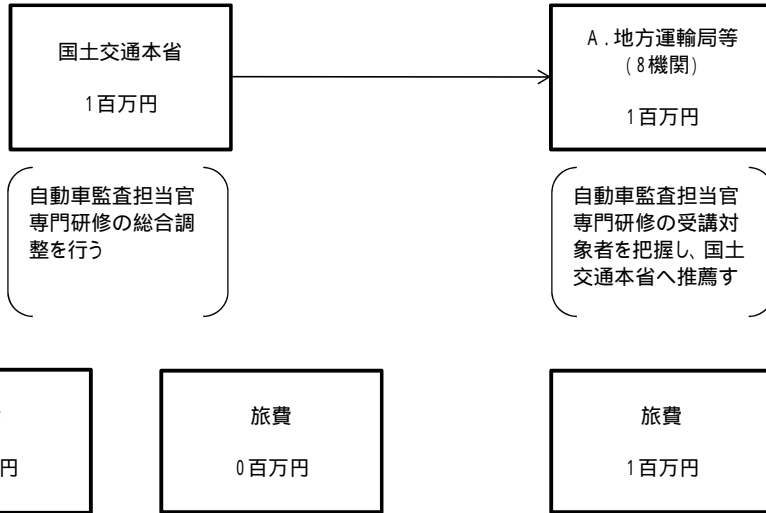 国土交通本省
1百万円
A.地方運輸局等
(8機関)
1百万円
自動車監査担当官
専門研修の総合調
整を行う
自動車監査担当官
専門研修の受講対
象者を把握し、国土
交通本省へ推薦す
円
旅費
0百万円
旅費
1百万円